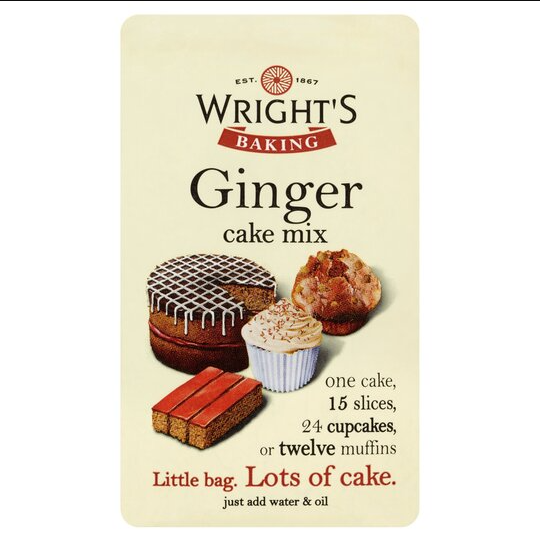 EST. 1867
WRIGHT'S
BAKING
Ginger
cake mix
one cake,
15 slices,
24 cupcakes,
or twelve muffins
Little bag. Lots of cake.
just add water & oil